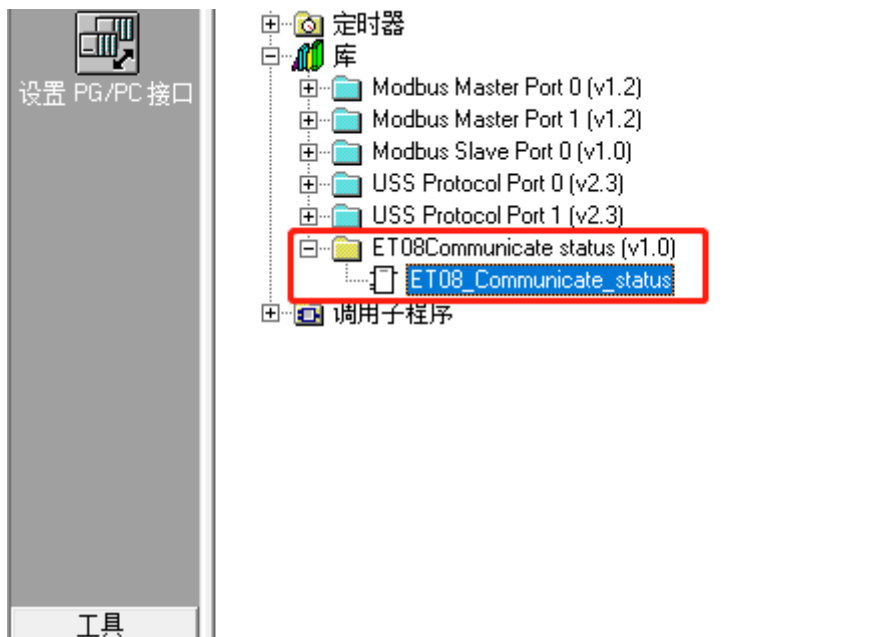 设置 PG/PC 接口
工具
定时器
库
Modbus Master Port 0 (v1.2)
Modbus Master Port 1 (v1.2)
Modbus Slave Port 0 (v1.0)
USS Protocol Port 0 (v2.3)
USS Protocol Port 1 (v2.3)
ET08Communicate status (v1.0)
ET08_Communicate_status
调用子程序